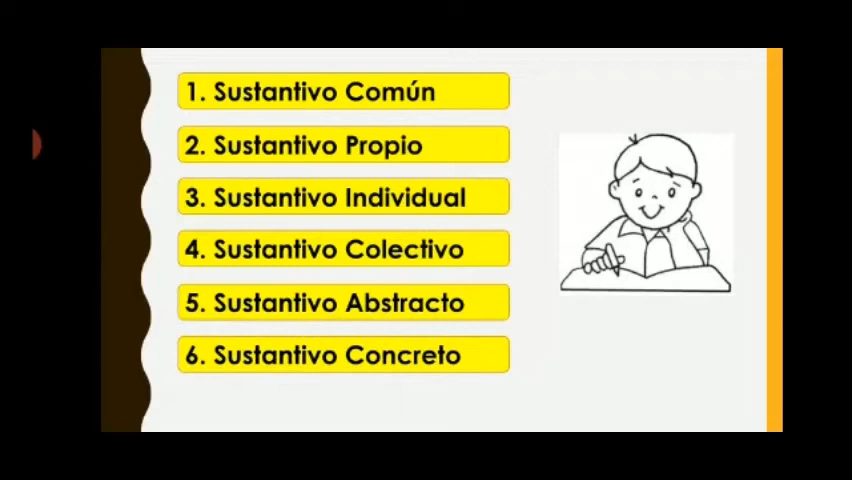 1. Sustantivo Común
2. Sustantivo Propio
3. Sustantivo Individual
4. Sustantivo Colectivo
5. Sustantivo Abstracto
6. Sustantivo Concreto